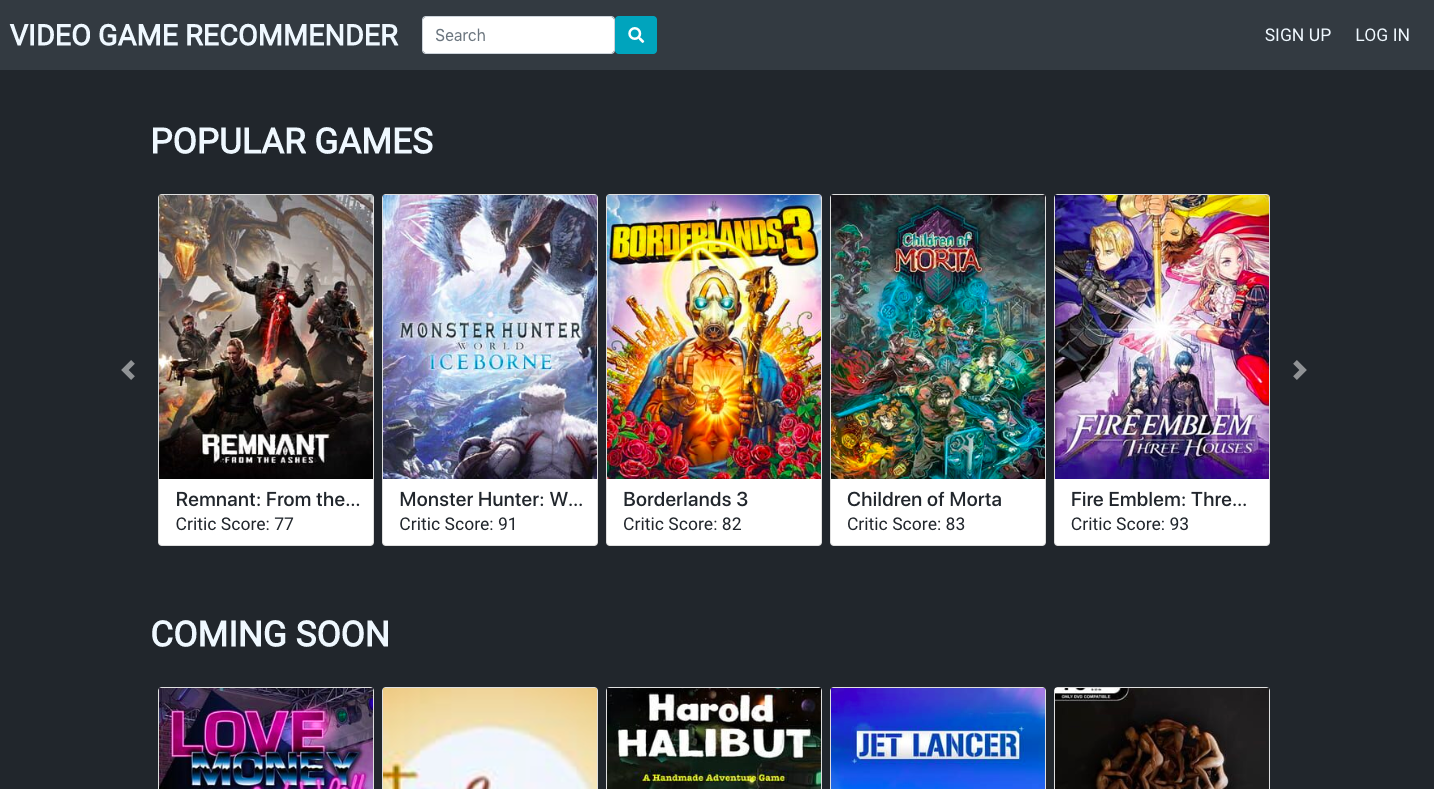 VIDEO GAME RECOMMENDER
Search
SIGN UP
LOG IN
POPULAR GAMES
REMNANT
FROM THE ASHES
Remnant: From the...
Critic Score: 77
MONSTER HUNTER
WORLD
ICEBORNE
Monster Hunter: W...
Critic Score: 91
BORDERLANDS 3
Borderlands 3
Critic Score: 82
Children of
MORTA
Children of Morta
Critic Score: 83
FIRE EMBLEM
THREE HOUSES
Fire Emblem: Thre...
Critic Score: 93
COMING SOON
LOVE
MONEY
Harold
HALIBUT
A Handmade Adventure Game
JET LANCER
ONLY DVD COMPATIBLE